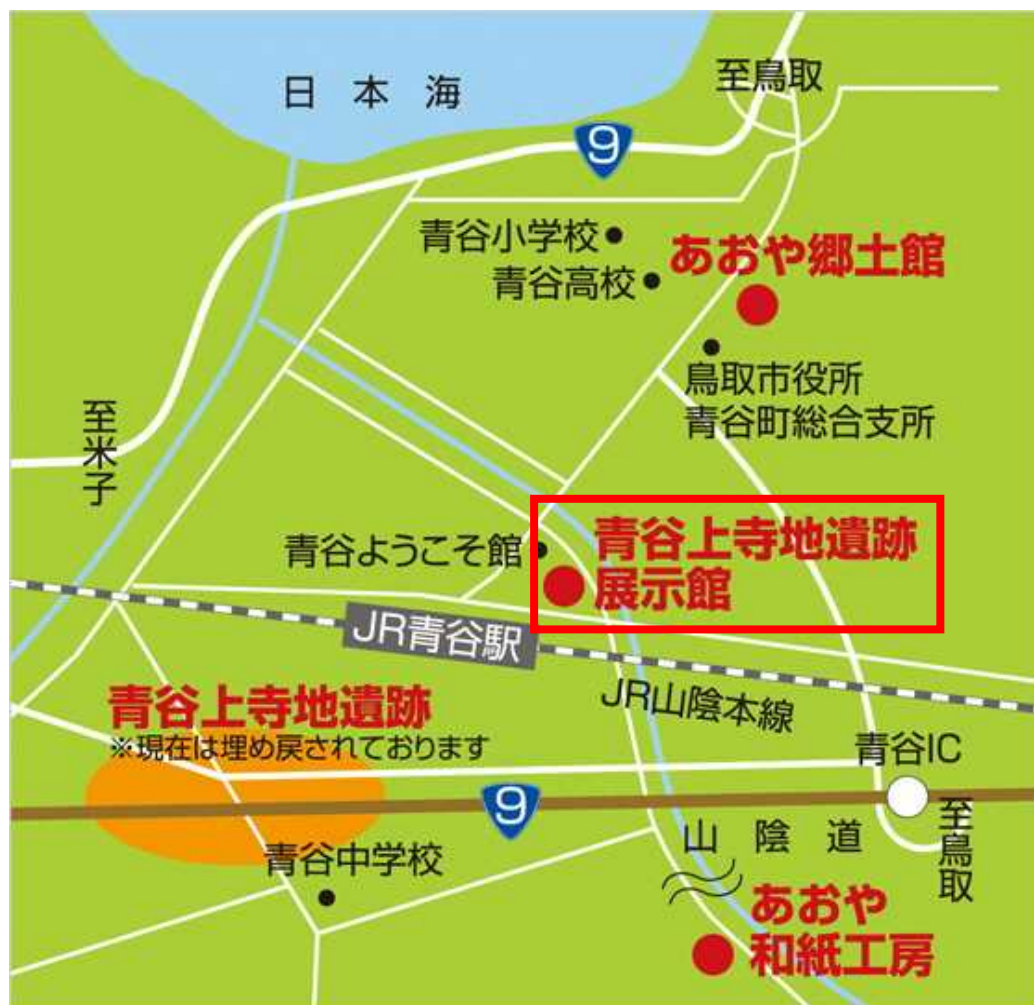 日本海
至鳥取
9
青谷小学校
あおや郷土館
青谷高校
鳥取市役所
青谷町総合支所
至米子
青谷ようこそ館
青谷上寺地遺跡
展示館
JR青谷駅
JR山陰本線
青谷上寺地遺跡
※現在は埋め戻されております
青谷IC
9
山陰道
至鳥取
青谷中学校
あおや
和紙工房